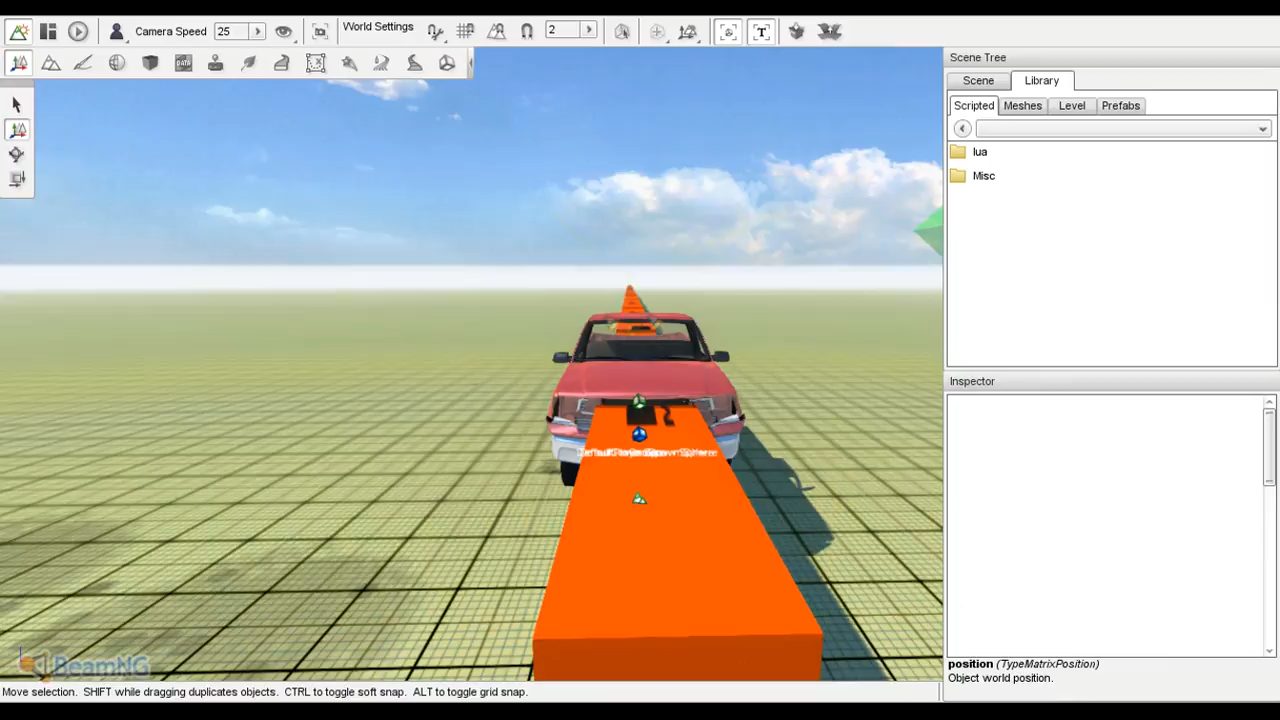 Camera Speed 25 World Settings 2
DATA
T
Scene Tree
Scene Library
Scripted Meshes Level Prefabs
lua
Misc
Inspector
BeamNG
position (TypeMatrixPosition)
Object world position.
Move selection. SHIFT while dragging duplicates objects. CTRL to toggle soft snap. ALT to toggle grid snap.